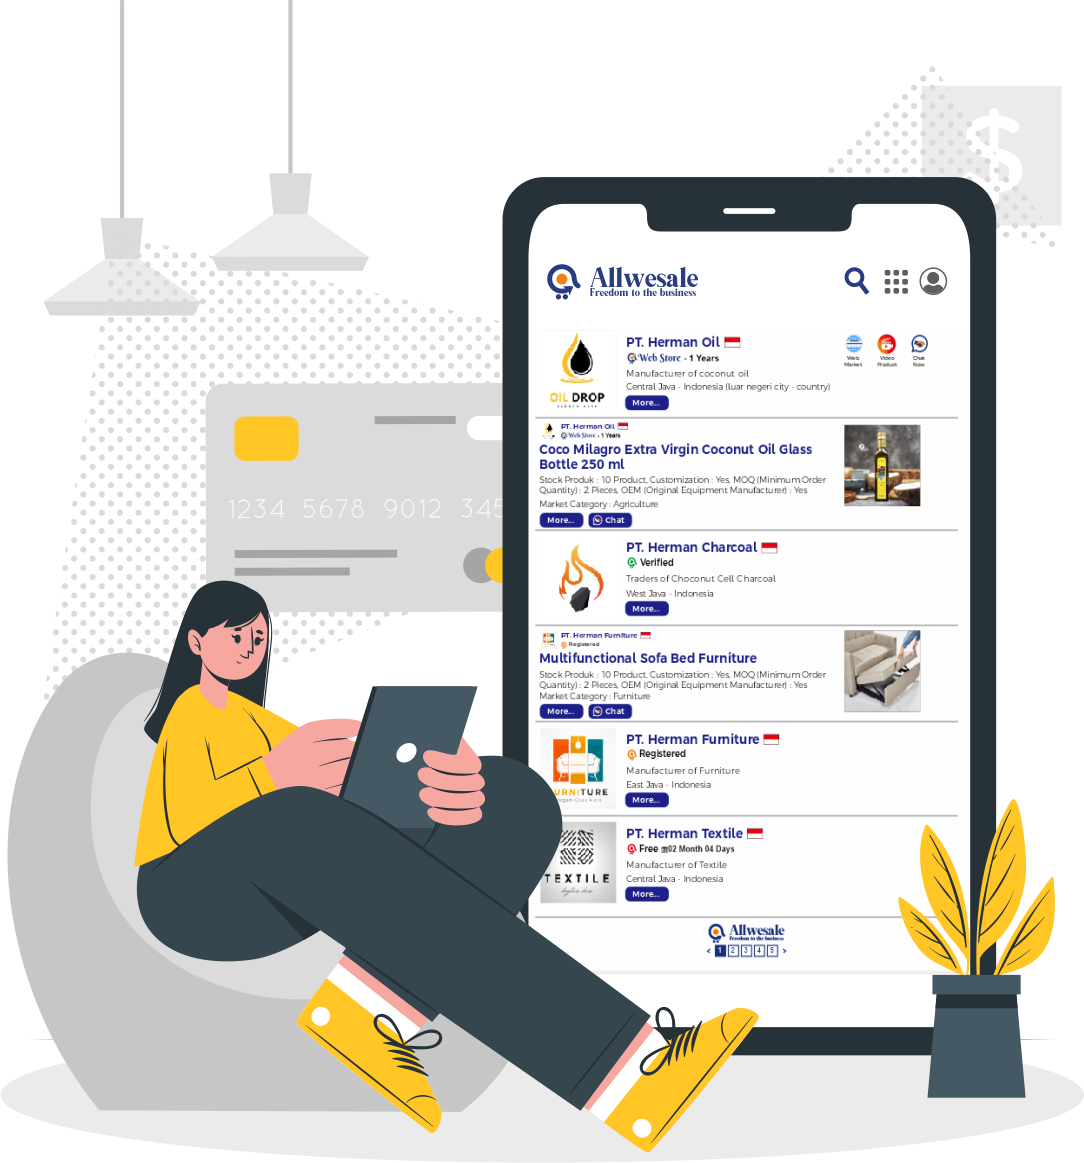 $
Allwesale
Freedom to the business
PT. Herman Oil
Web Store - 1 Years
Manufacturer of coconut oil
Central Java - Indonesia (luar negeri city - country)
More...
Web Market
Video Product
Chat Now
OIL DROP
PT. Herman Oil
Web Store - 1 Years
Coco Milagro Extra Virgin Coconut Oil Glass
Bottle 250 ml
Stock Produk : 10 Product, Customization : Yes, MOQ (Minimum Order
Quantity) : 2 Pieces, OEM (Original Equipment Manufacturer) : Yes
Market Category : Agriculture
More... Chat
1234 5678 9012 345
PT. Herman Charcoal
Verified
Traders of Choconut Cell Charcoal
West Java - Indonesia
More...
PT. Herman Furniture
Registered
Multifunctional Sofa Bed Furniture
Stock Produk : 10 Product, Customization : Yes, MOQ (Minimum Order
Quantity) : 2 Pieces, OEM (Original Equipment Manufacturer) : Yes
Market Category : Furniture
More... Chat
PT. Herman Furniture
Registered
Manufacturer of Furniture
East Java - Indonesia
More...
URNITURE
PT. Herman Textile
Free 02 Month 04 Days
Manufacturer of Textile
Central Java - Indonesia
More...
TEXTILE
Allwesale
Freedom to the business
< 1 2 3 4 5 >